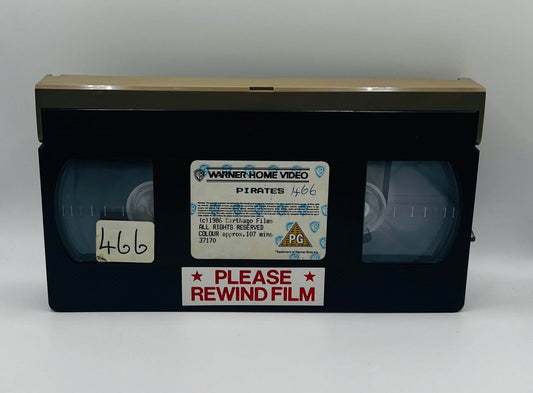 WARNER HOME VIDEO
PIRATES 466
(c)1986 Carthago Films
ALL RIGHTS RESERVED
COLOUR approx.107 mins
37170
PG
466
★ PLEASE ★
REWIND FILM